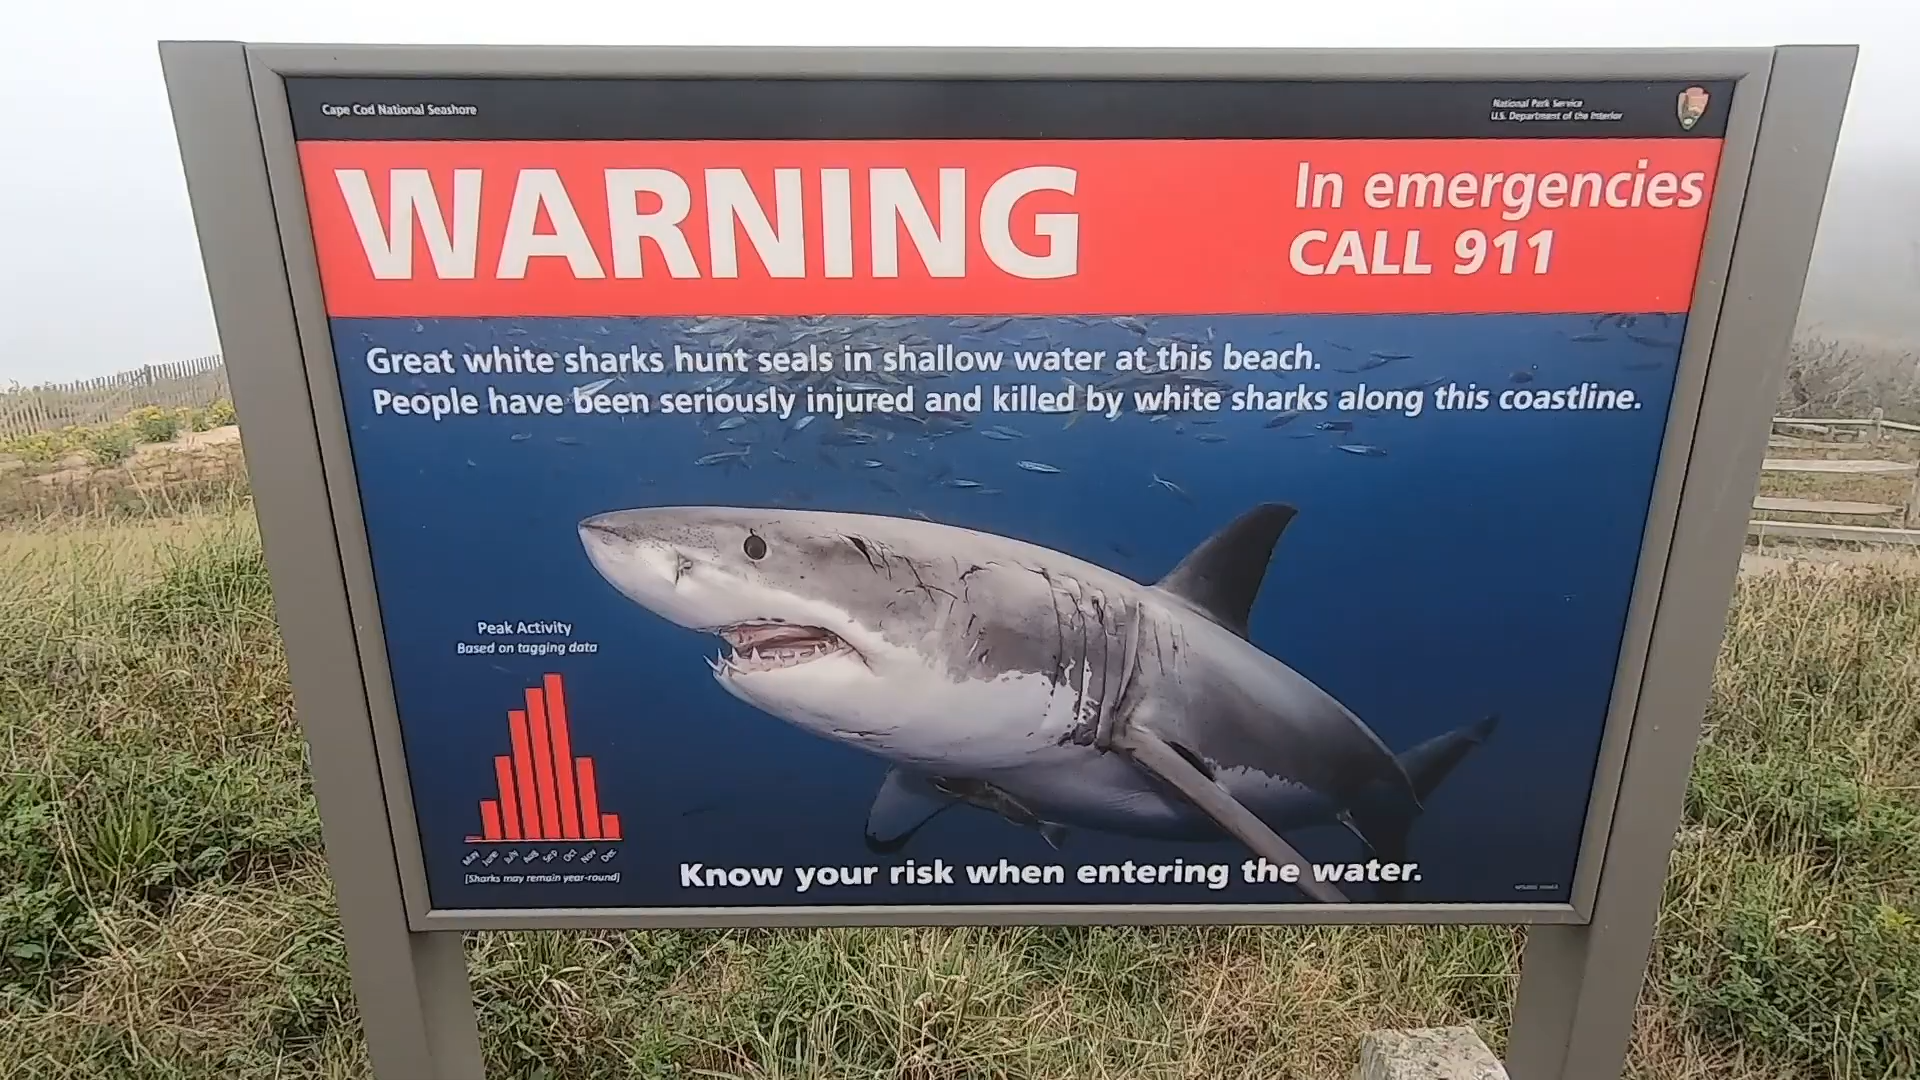 Cape Cod National Seashore
National Park Service
U.S. Department of the Interior
WARNING
In emergencies
CALL 911
Great white sharks hunt seals in shallow water at this beach.
People have been seriously injured and killed by white sharks along this coastline.
Peak Activity
Based on tagging data
May June July Aug Sep Oct Nov Dec
[Sharks may remain year-round]
Know your risk when entering the water.